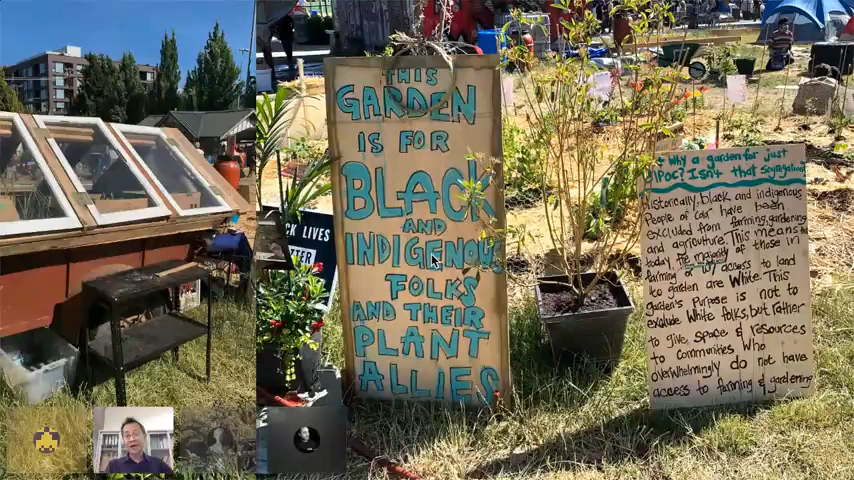 THIS
GARDEN
IS FOR
BLACK
AND
INDIGENOUS
FOLKS
AND THEIR
PLANT
ALLIES
CK LIVES
TTER
Why a garden for just
IPOC? Isn't that segregation
Historically, black and indigenous
People of
have been
excluded from farming, gardening
and agriculture. This means
today the majority of those in
farming
access to land
to garden are White. This
garden's purpose is not to
exclude White folks, but rather
to give space & resources
to communities who
overwhelmingly do not have
access to farming & gardening